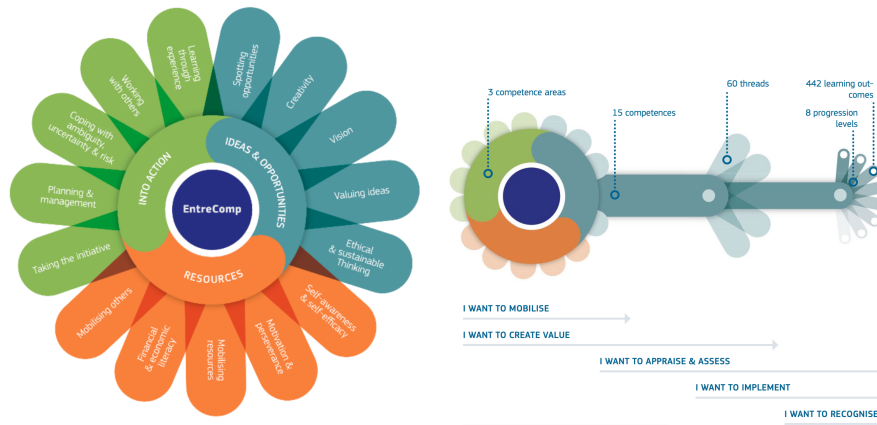 Learning
through
experience
Spotting
opportunities
Working
with others
Creativity
Coping with
ambiguity,
uncertainty & risk
Vision
Planning &
management
Valuing ideas
Taking the initiative
Ethical
& sustainable
Thinking
Mobilising others
Self-awareness
& self-efficacy
Financial
& economic
literacy
Mobilising
resources
Motivation &
perseverance
INTO ACTION
IDEAS & OPPORTUNITIES
RESOURCES
EntreComp
3 competence areas
15 competences
60 threads
442 learning out-
comes
8 progression
levels
I WANT TO MOBILISE
I WANT TO CREATE VALUE
I WANT TO APPRAISE & ASSESS
I WANT TO IMPLEMENT
I WANT TO RECOGNISE